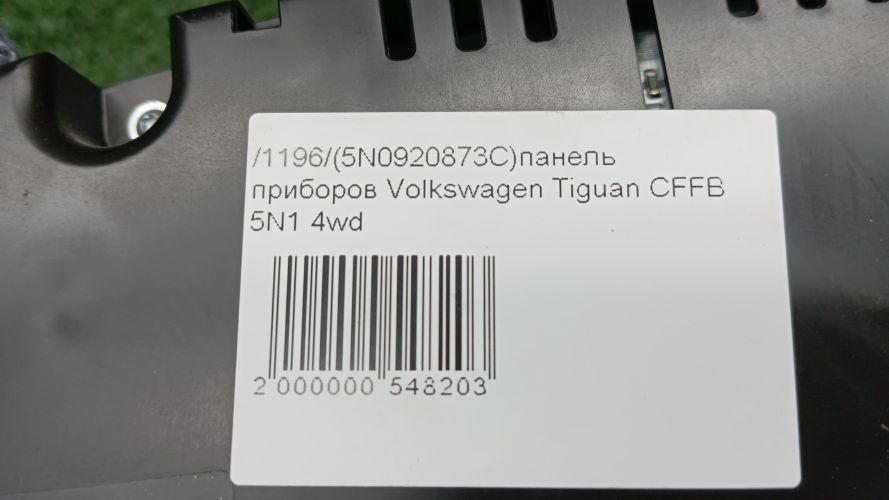 /1196/(5N0920873C)панель
приборов Volkswagen Tiguan CFFB
5N1 4wd
2 000000 548203